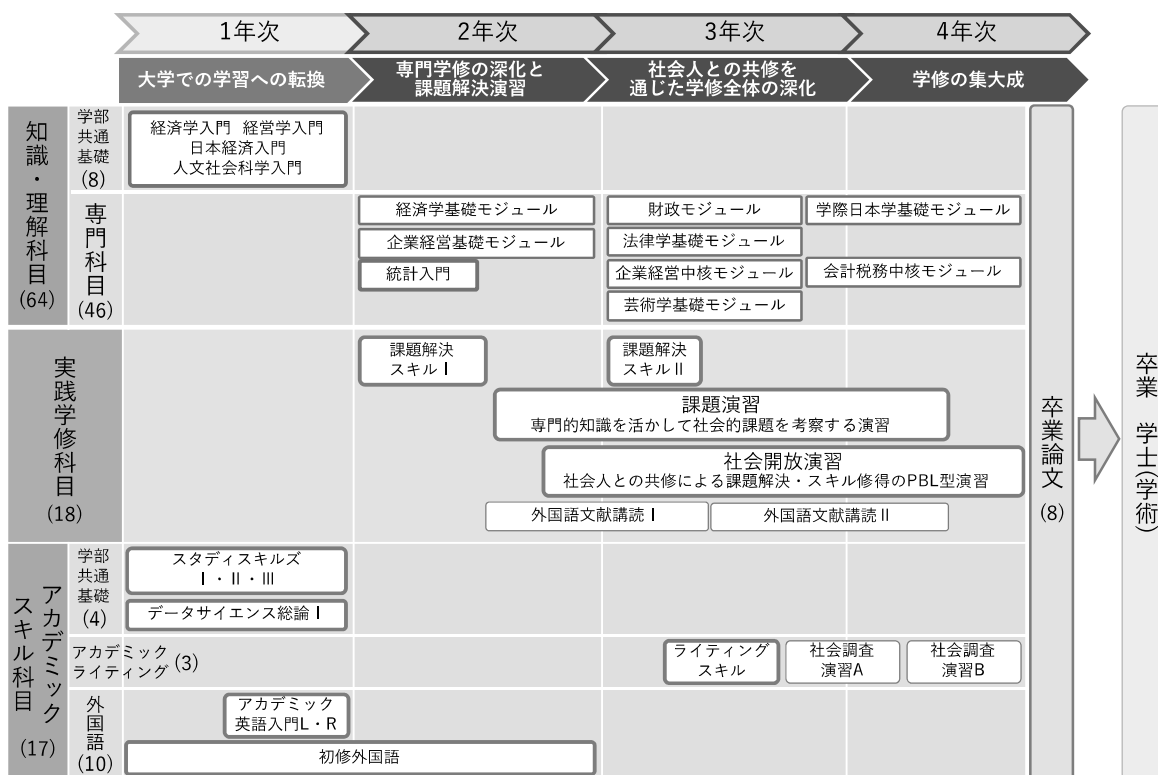 1年次
2年次
3年次
4年次
大学での学習への転換
専門学修の深化と
課題解決演習
社会人との共修を
通じた学修全体の深化
学修の集大成
知識・理解科目
(64)
学部
共通
基礎
(8)
経済学入門 経営学入門
日本経済入門
人文社会科学入門
専門科目
(46)
経済学基礎モジュール
企業経営基礎モジュール
統計入門
財政モジュール
法律学基礎モジュール
企業経営中核モジュール
芸術学基礎モジュール
学際日本学基礎モジュール
会計税務中核モジュール
実践学修科目
(18)
課題解決
スキルⅠ
課題解決
スキルⅡ
課題演習
専門的知識を活かして社会的課題を考察する演習
社会開放演習
社会人との共修による課題解決・スキル修得のPBL型演習
外国語文献講読Ⅰ
外国語文献講読Ⅱ
アカデミック
スキル科目
(17)
学部
共通
基礎
(4)
スタディスキルズ
Ⅰ・Ⅱ・Ⅲ
データサイエンス総論Ⅰ
アカデミック
ライティング(3)
ライティング
スキル
社会調査
演習A
社会調査
演習B
外国語
(10)
アカデミック
英語入門L・R
初修外国語
卒業論文
(8)
卒業 学士(学術)